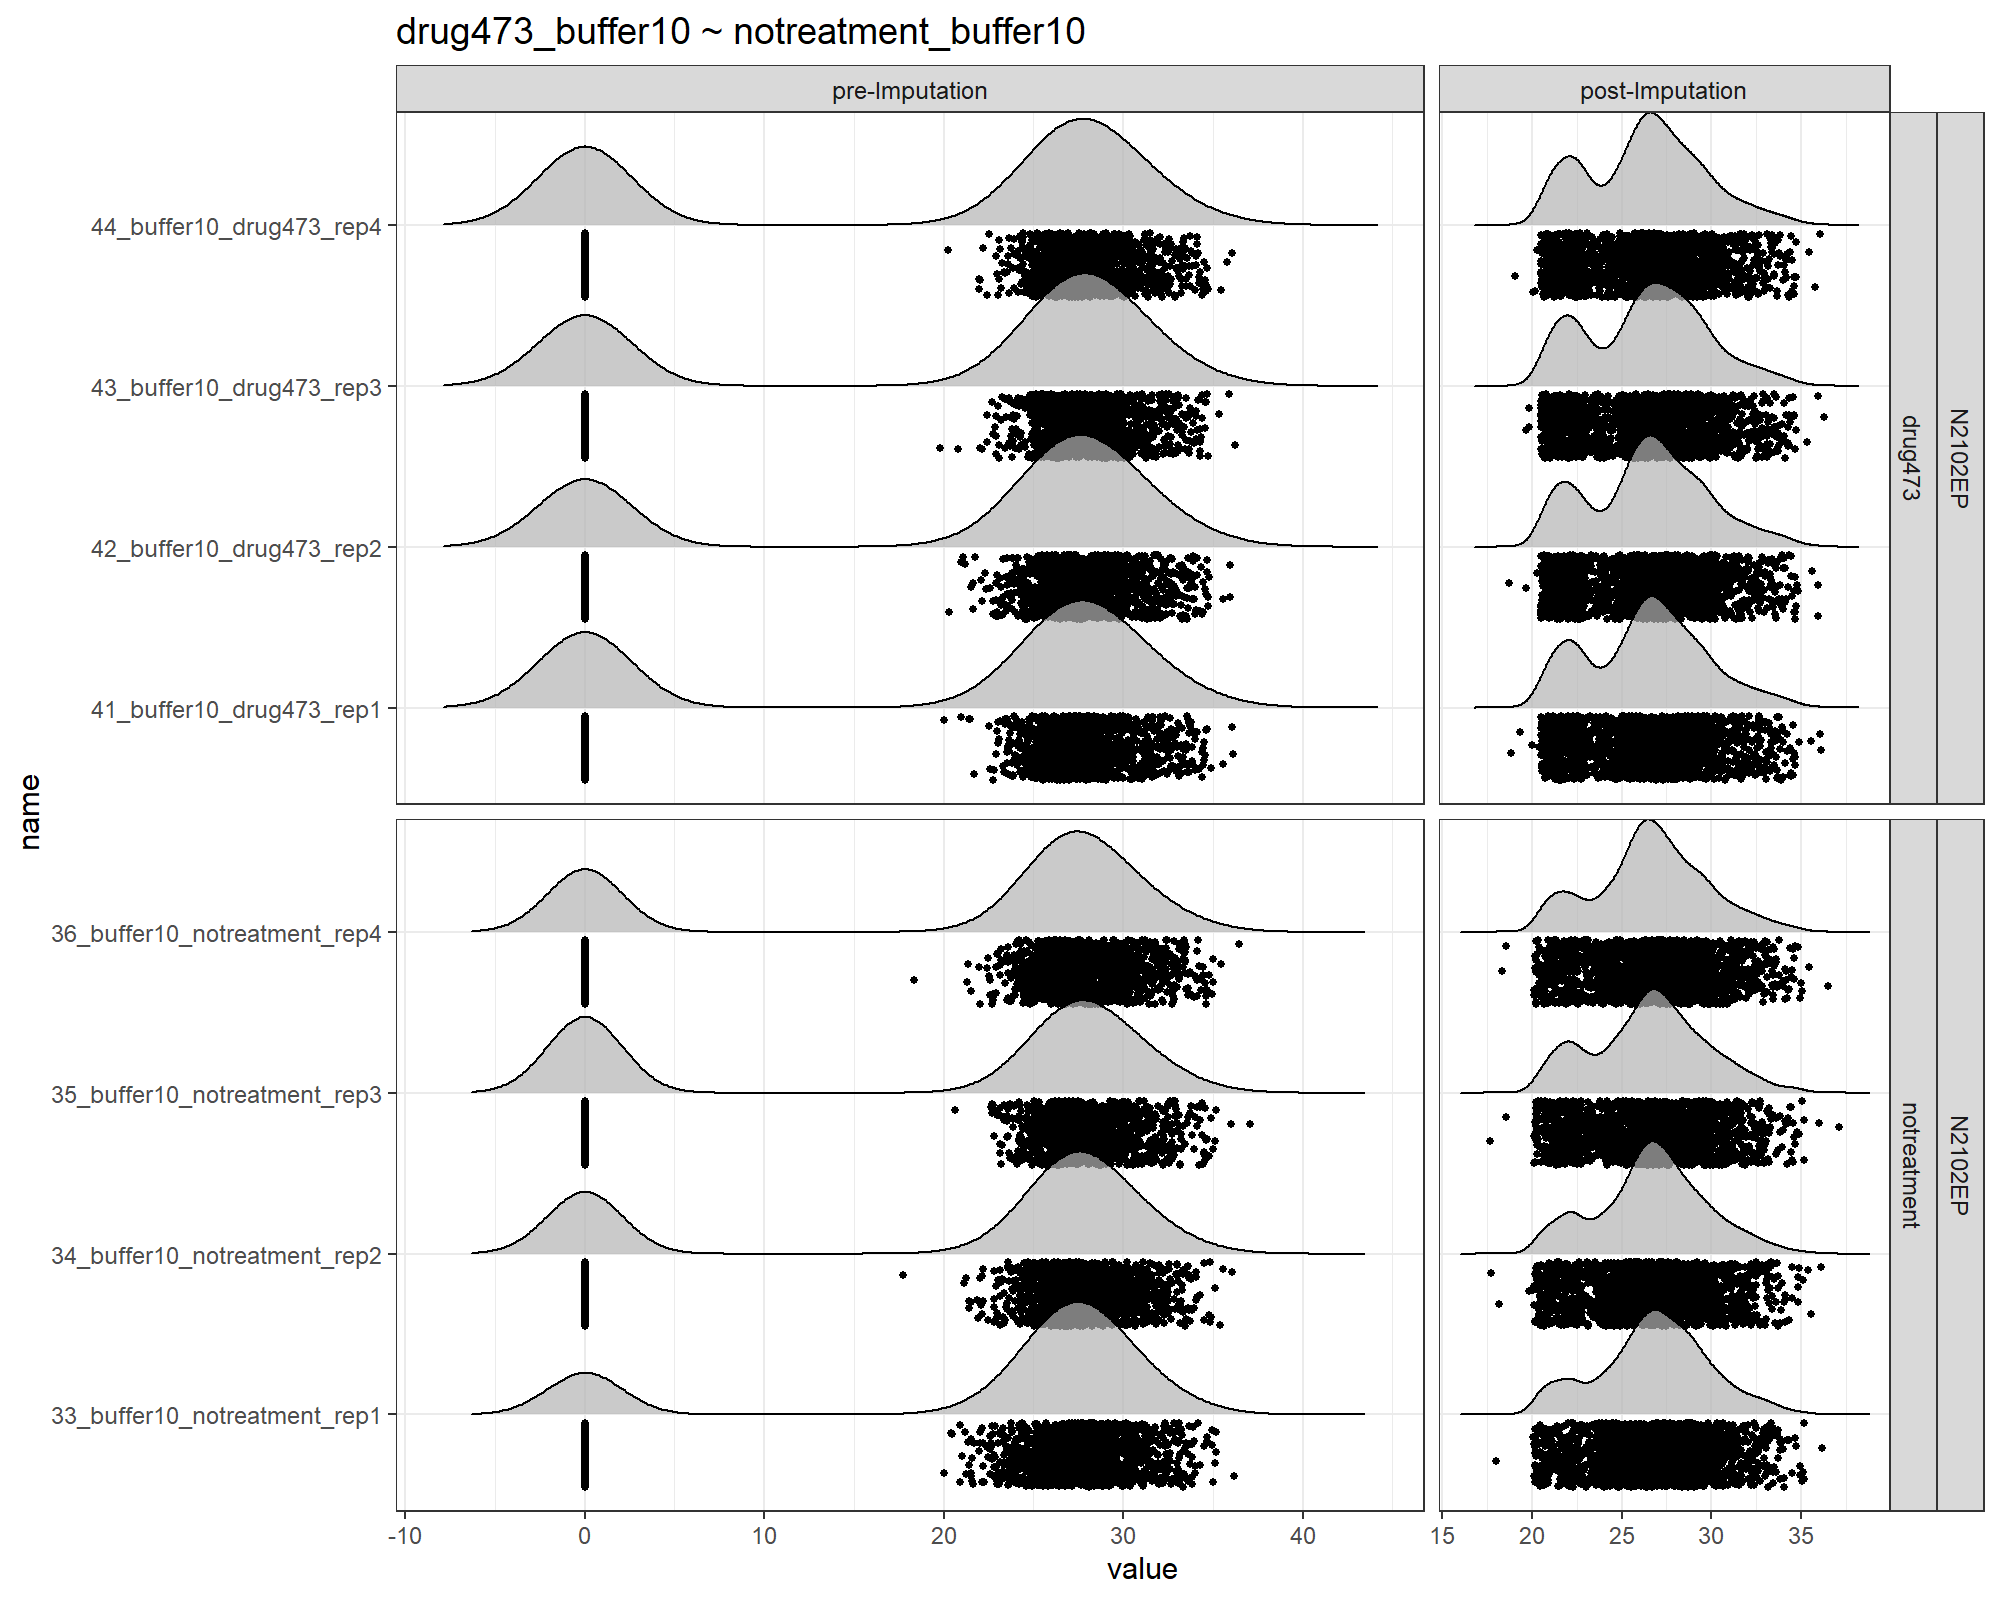 drug473_buffer10 ~ notreatment_buffer10
pre-Imputation
post-Imputation
44_buffer10_drug473_rep4
43_buffer10_drug473_rep3
42_buffer10_drug473_rep2
41_buffer10_drug473_rep1
drug473
N2102EP
name
36_buffer10_notreatment_rep4
35_buffer10_notreatment_rep3
34_buffer10_notreatment_rep2
33_buffer10_notreatment_rep1
notreatment
N2102EP
-10 0 10 20 30 40
15 20 25 30 35
value